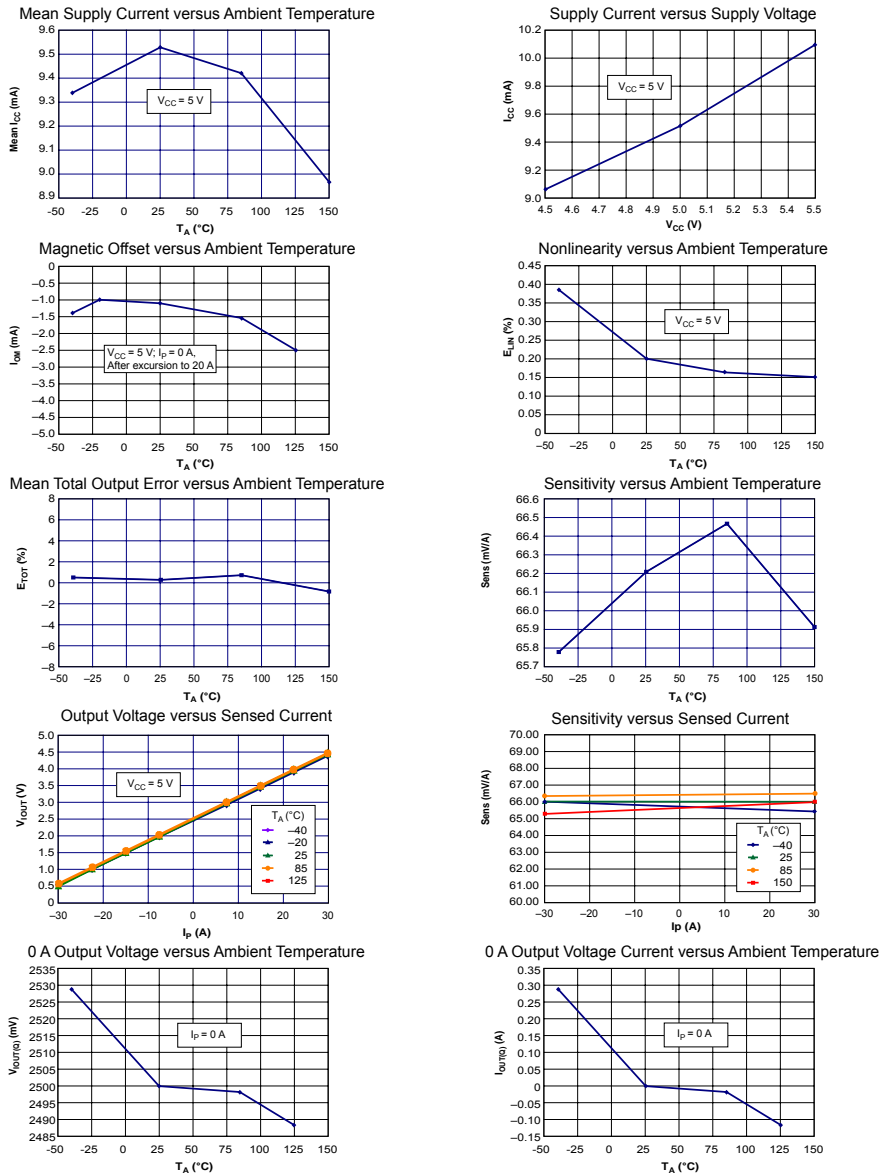 Mean Supply Current versus Ambient Temperature
9.6
9.5
9.4
9.3
9.2
9.1
9.0
8.9
Mean I_CC (mA)
V_CC = 5 V
-50 -25 0 25 50 75 100 125 150
T_A (°C)
Supply Current versus Supply Voltage
10.2
10.0
9.8
9.6
9.4
9.2
9.0
I_CC (mA)
V_CC = 5 V
4.5 4.6 4.7 4.8 4.9 5.0 5.1 5.2 5.3 5.4 5.5
V_CC (V)
Magnetic Offset versus Ambient Temperature
0
–0.5
–1.0
–1.5
–2.0
–2.5
–3.0
–3.5
–4.0
–4.5
–5.0
I_OM (mA)
V_CC = 5 V; I_P = 0 A,
After excursion to 20 A
-50 -25 0 25 50 75 100 125 150
T_A (°C)
Nonlinearity versus Ambient Temperature
0.45
0.40
0.35
0.30
0.25
0.20
0.15
0.10
0.05
0
E_LIN (%)
V_CC = 5 V
–50 –25 0 25 50 75 100 125 150
T_A (°C)
Mean Total Output Error versus Ambient Temperature
8
6
4
2
0
–2
–4
–6
–8
E_TOT (%)
–50 –25 0 25 50 75 100 125 150
T_A (°C)
Sensitivity versus Ambient Temperature
66.6
66.5
66.4
66.3
66.2
66.1
66.0
65.9
65.8
65.7
Sens (mV/A)
–50 –25 0 25 50 75 100 125 150
T_A (°C)
Output Voltage versus Sensed Current
5.0
4.5
4.0
3.5
3.0
2.5
2.0
1.5
1.0
0.5
0
V_IOUT (V)
V_CC = 5 V
T_A (°C)
–40
–20
25
85
125
–30 –20 –10 0 10 20 30
I_P (A)
Sensitivity versus Sensed Current
70.00
69.00
68.00
67.00
66.00
65.00
64.00
63.00
62.00
61.00
60.00
Sens (mV/A)
T_A (°C)
–40
25
85
150
–30 –20 –10 0 10 20 30
Ip (A)
0 A Output Voltage versus Ambient Temperature
2535
2530
2525
2520
2515
2510
2505
2500
2495
2490
2485
V_IOUT(Q) (mV)
I_P = 0 A
-50 -25 0 25 50 75 100 125 150
T_A (°C)
0 A Output Voltage Current versus Ambient Temperature
0.35
0.30
0.25
0.20
0.15
0.10
0.05
0
–0.05
–0.10
–0.15
I_OUT(Q) (A)
I_P = 0 A
-50 -25 0 25 50 75 100 125 150
T_A (°C)